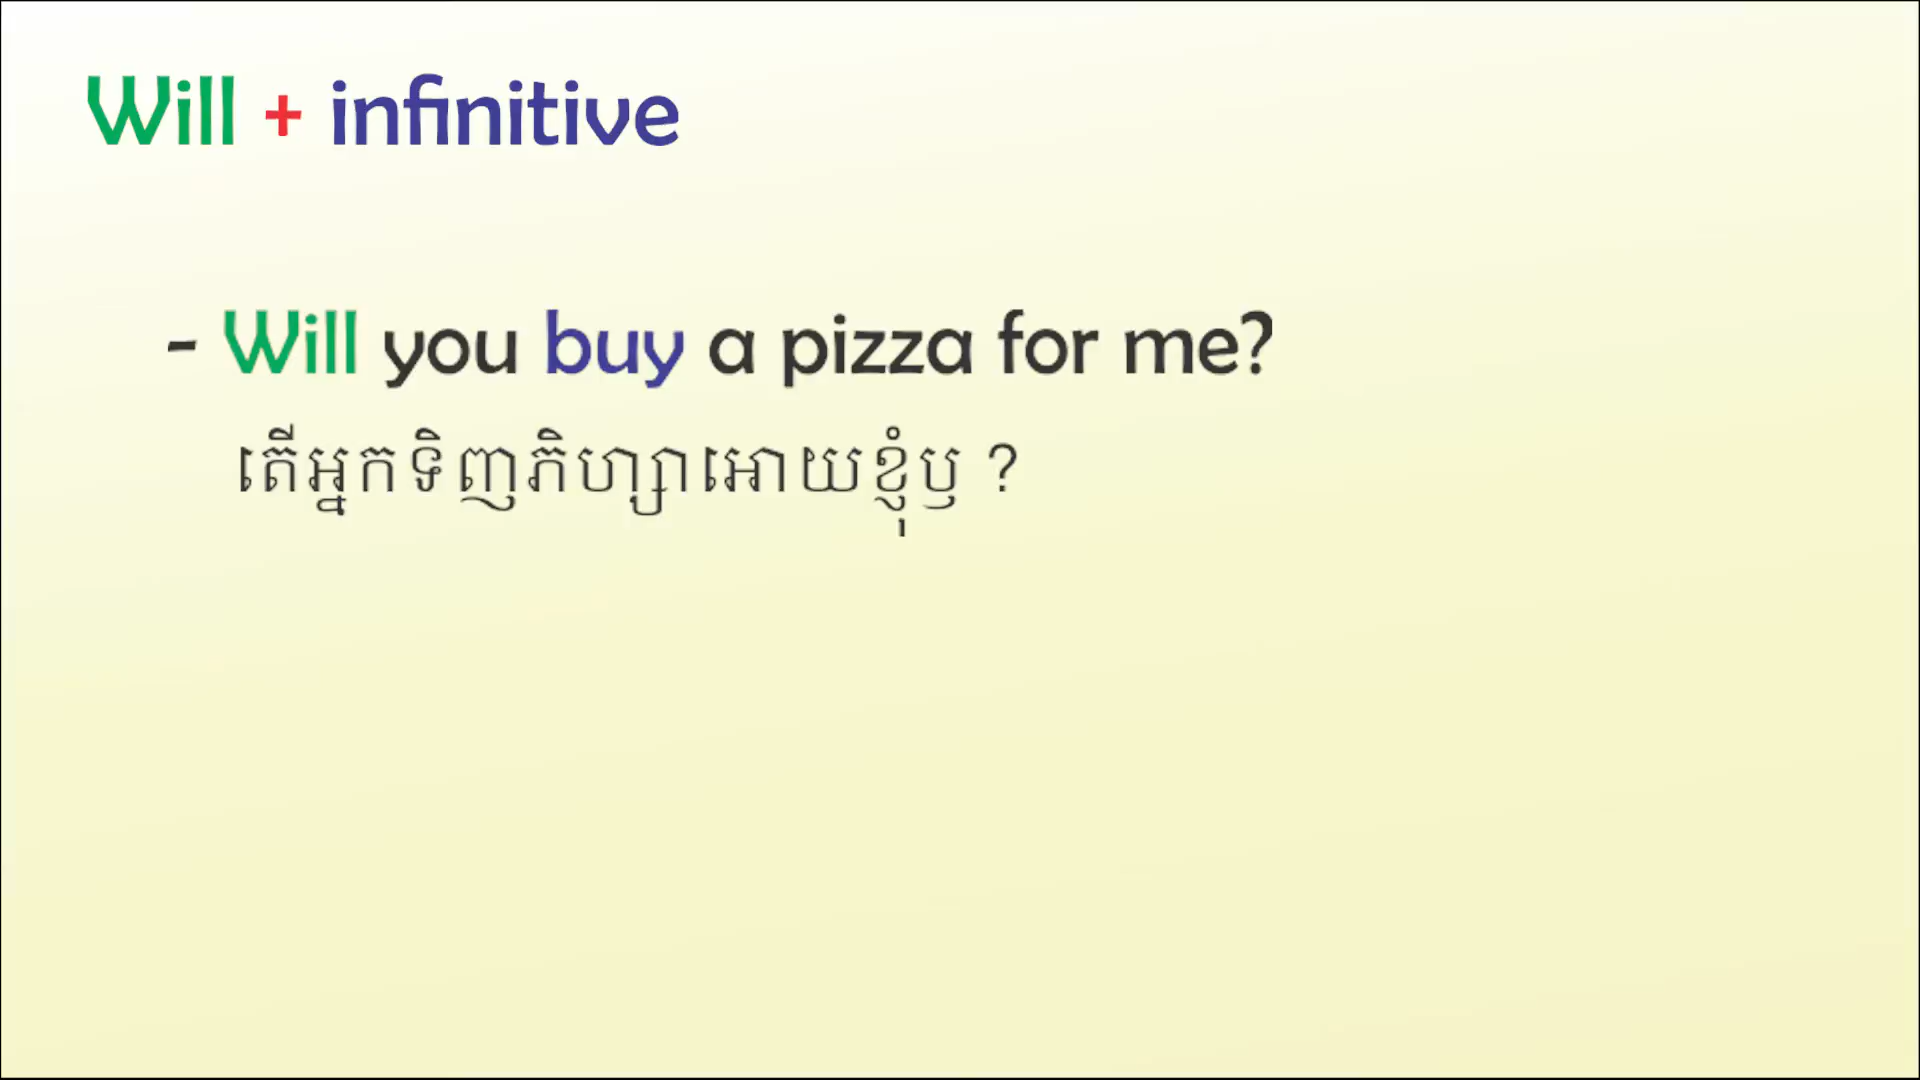 Will + infinitive
- Will you buy a pizza for me?
តើអ្នកទិញភិហ្សាអោយខ្ញុំឫ ?